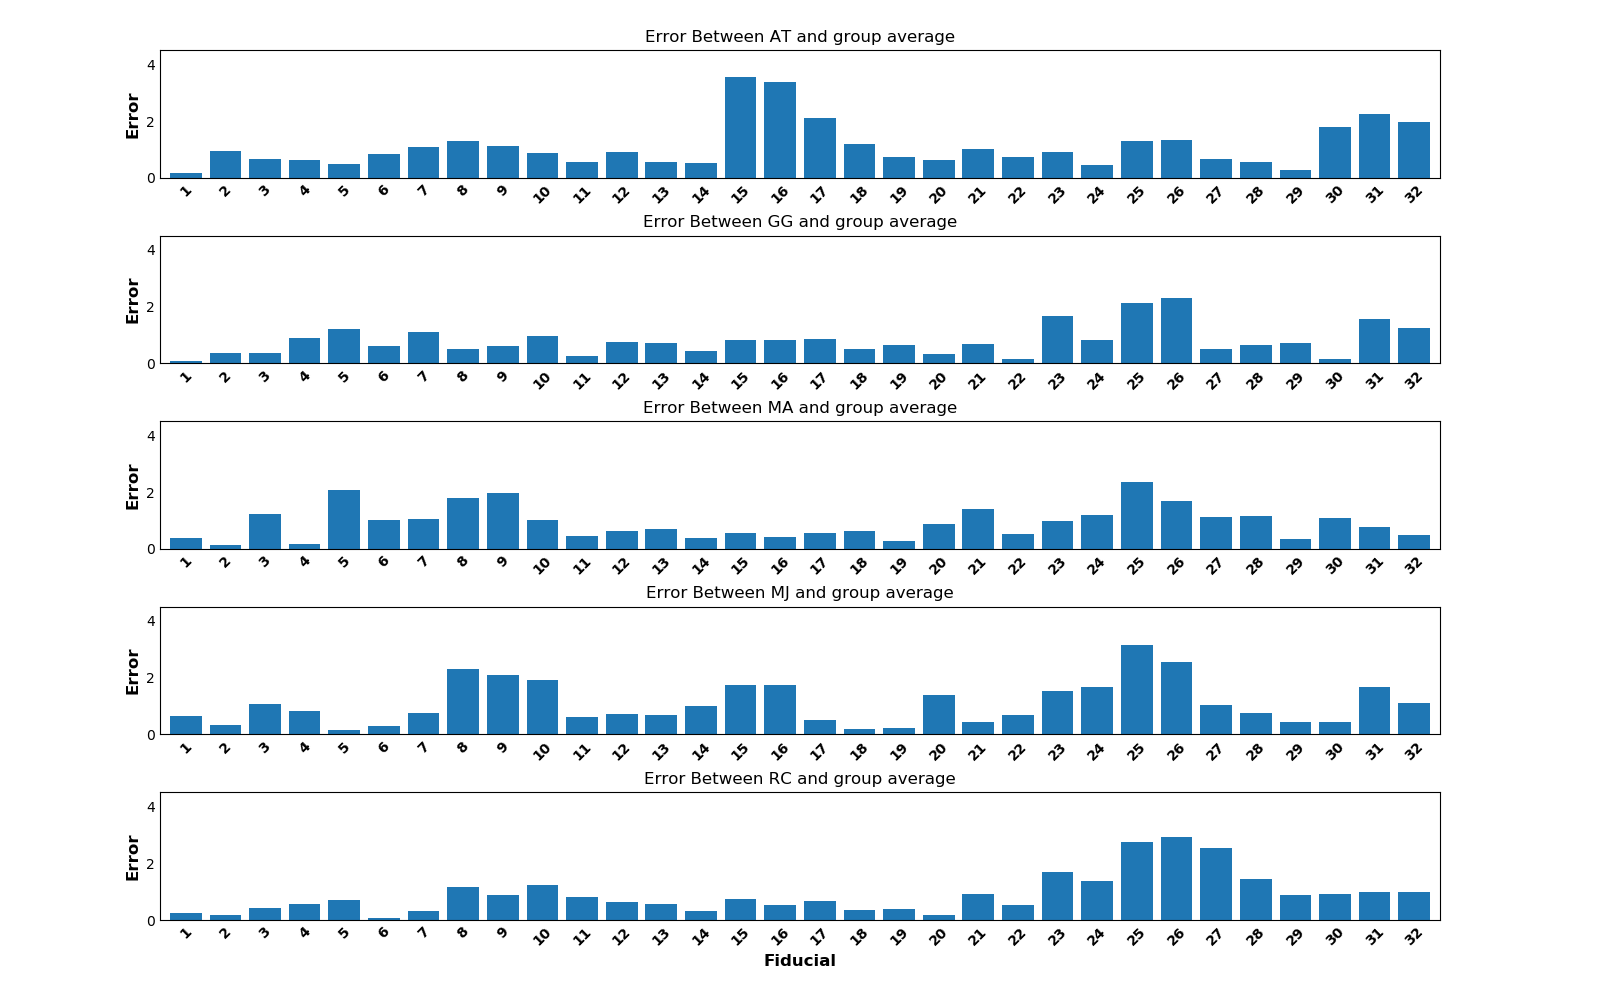 Error Between AT and group average
Error
4
2
0
1 2 3 4 5 6 7 8 9 10 11 12 13 14 15 16 17 18 19 20 21 22 23 24 25 26 27 28 29 30 31 32
Error Between GG and group average
Error
4
2
0
1 2 3 4 5 6 7 8 9 10 11 12 13 14 15 16 17 18 19 20 21 22 23 24 25 26 27 28 29 30 31 32
Error Between MA and group average
Error
4
2
0
1 2 3 4 5 6 7 8 9 10 11 12 13 14 15 16 17 18 19 20 21 22 23 24 25 26 27 28 29 30 31 32
Error Between MJ and group average
Error
4
2
0
1 2 3 4 5 6 7 8 9 10 11 12 13 14 15 16 17 18 19 20 21 22 23 24 25 26 27 28 29 30 31 32
Error Between RC and group average
Error
4
2
0
1 2 3 4 5 6 7 8 9 10 11 12 13 14 15 16 17 18 19 20 21 22 23 24 25 26 27 28 29 30 31 32
Fiducial